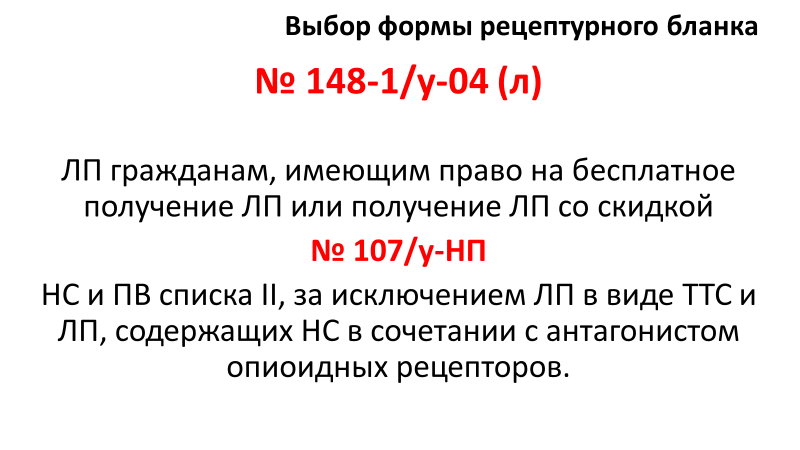 Выбор формы рецептурного бланка
№ 148-1/у-04 (л)
ЛП гражданам, имеющим право на бесплатное
получение ЛП или получение ЛП со скидкой
№ 107/у-НП
НС и ПВ списка II, за исключением ЛП в виде ТТС и
ЛП, содержащих НС в сочетании с антагонистом
опиоидных рецепторов.